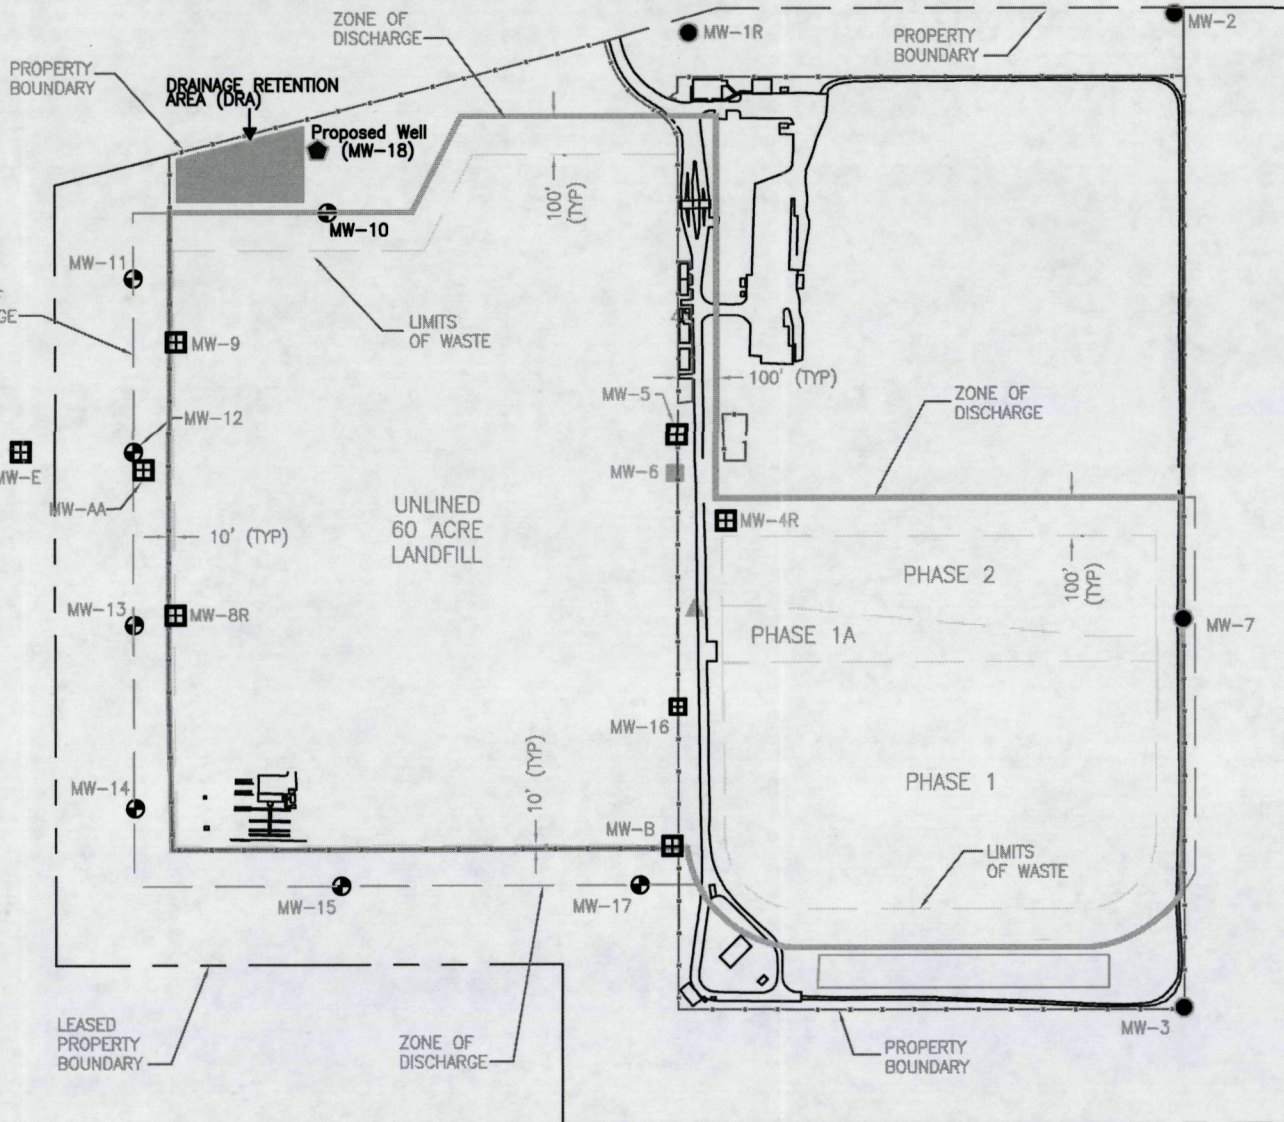 ZONE OF
DISCHARGE
MW-1R
PROPERTY
BOUNDARY
MW-2
PROPERTY
BOUNDARY
DRAINAGE RETENTION
AREA (DRA)
Proposed Well
(MW-18)
100'
(TYP)
MW-10
MW-11
LIMITS
OF WASTE
MW-9
MW-5
100' (TYP)
ZONE OF
DISCHARGE
MW-12
MW-E
MW-6
MW-AA
UNLINED
60 ACRE
LANDFILL
MW-4R
10' (TYP)
PHASE 2
100'
(TYP)
MW-13
MW-8R
PHASE 1A
MW-7
MW-16
MW-14
10' (TYP)
PHASE 1
MW-B
LIMITS
OF WASTE
MW-15
MW-17
LEASED
PROPERTY
BOUNDARY
ZONE OF
DISCHARGE
PROPERTY
BOUNDARY
MW-3